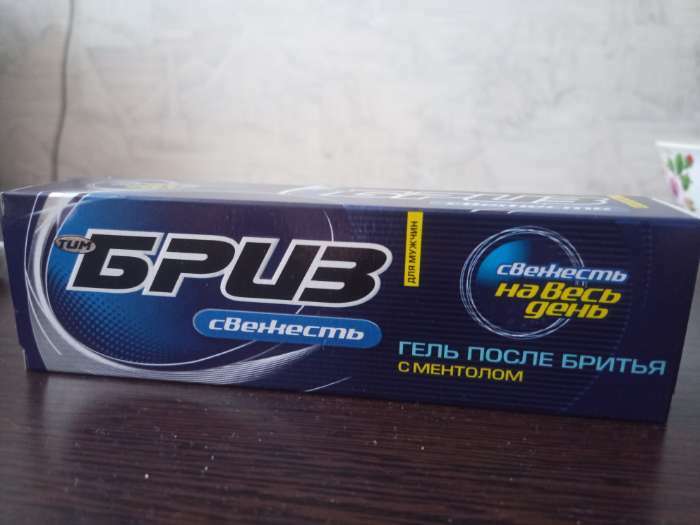 ТИМ
БРИЗ
свежесть
ДЛЯ МУЖЧИН
свежесть
на весь
день
ГЕЛЬ ПОСЛЕ БРИТЬЯ
С МЕНТОЛОМ